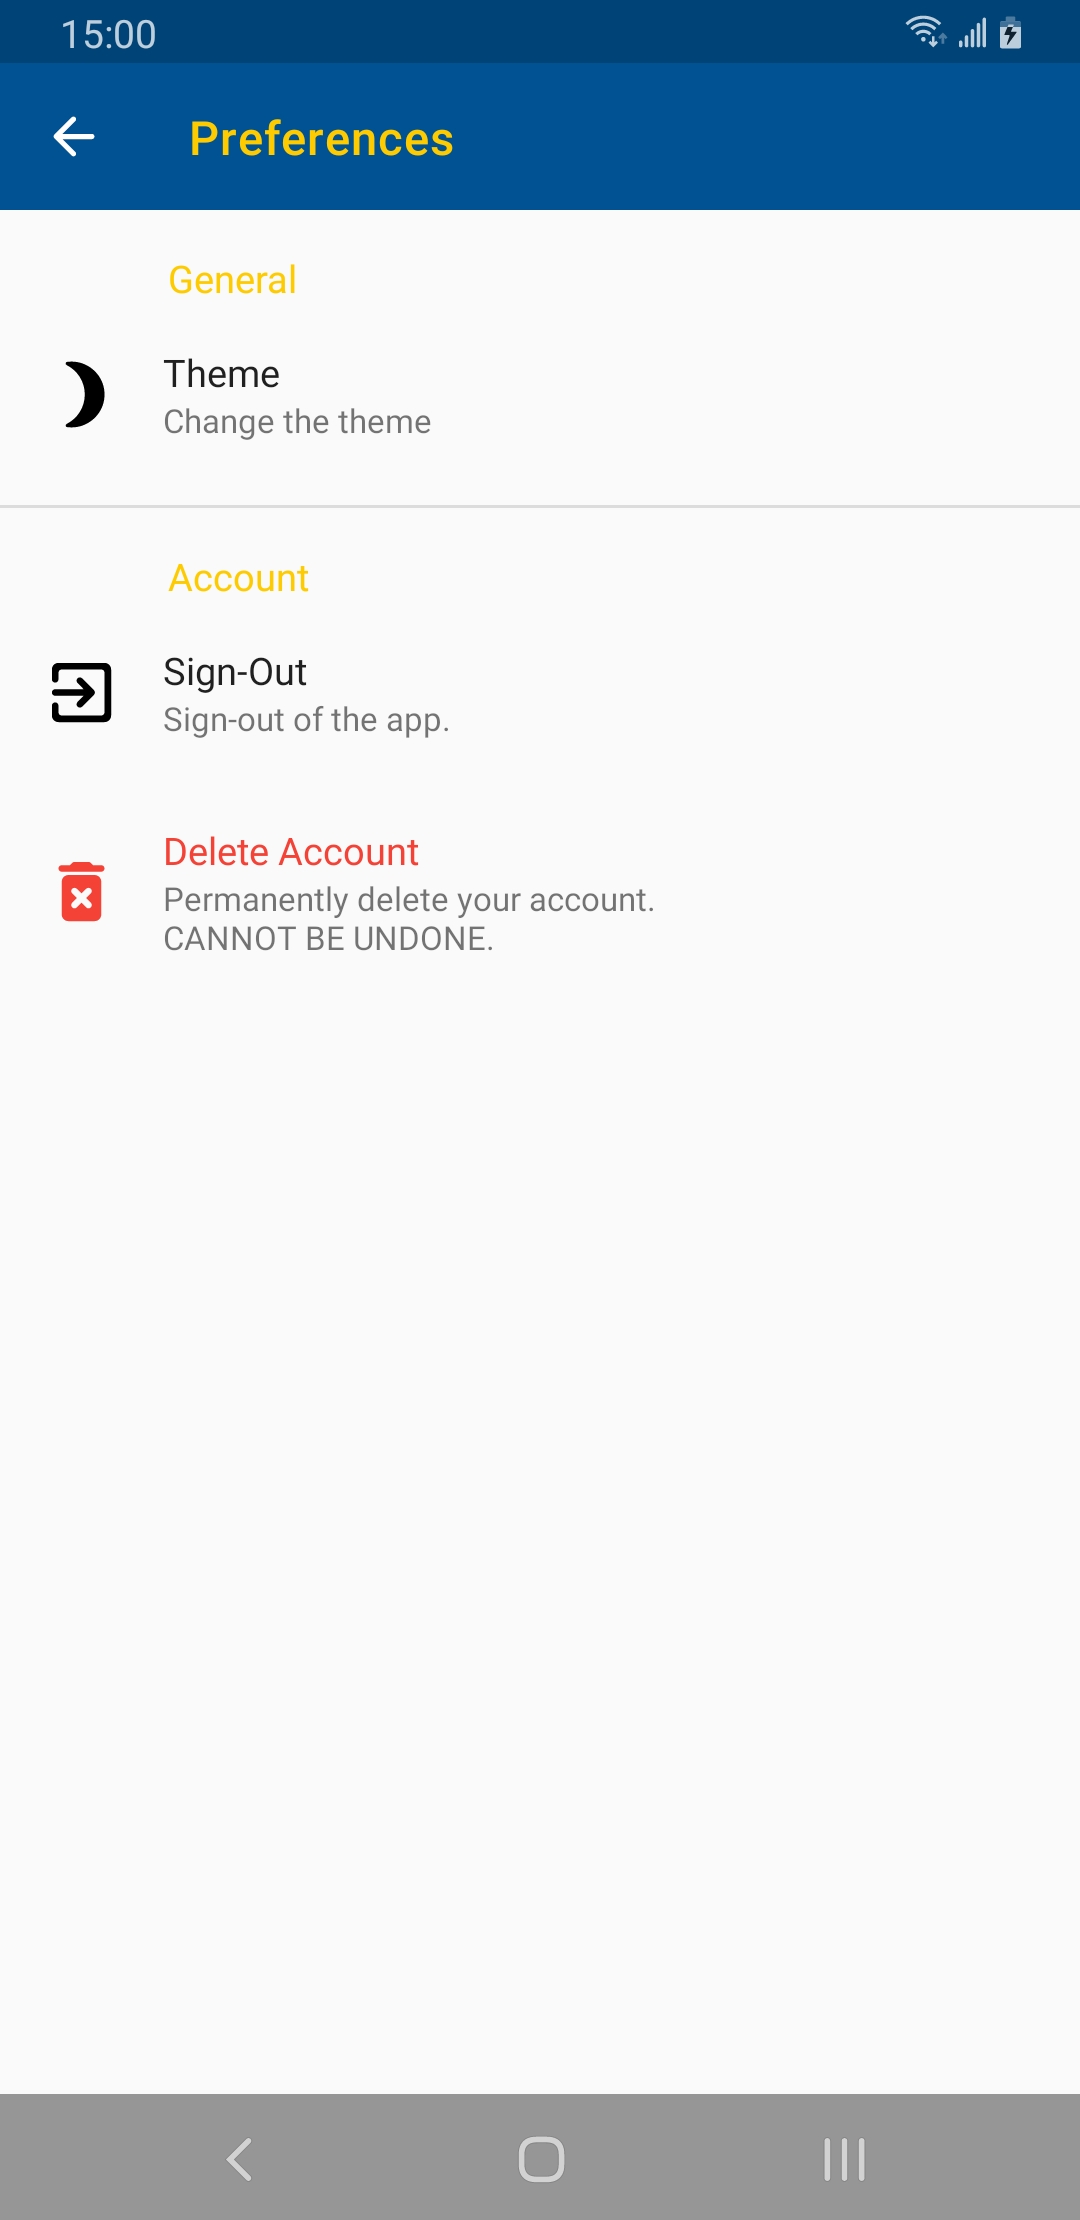 15:00
Preferences
General
Theme
Change the theme
Account
Sign-Out
Sign-out of the app.
Delete Account
Permanently delete your account.
CANNOT BE UNDONE.